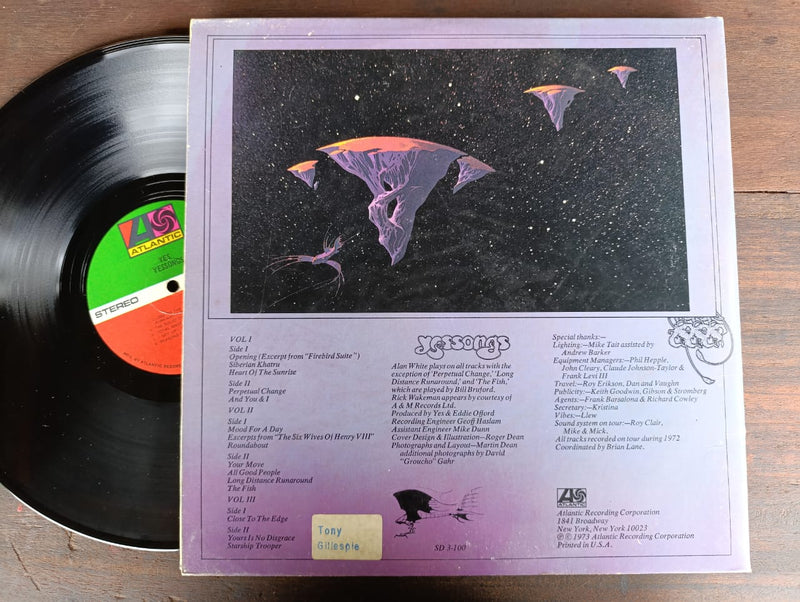 ATLANTIC
YES
YESSONGS
STEREO
VOL I
Side I
Opening (Excerpt from "Firebird Suite")
Siberian Khatru
Heart Of The Sunrise
Side II
Perpetual Change
And You & I
VOL II
Side I
Mood For A Day
Excerpts from "The Six Wives Of Henry VIII"
Roundabout
Side II
Your Move
All Good People
Long Distance Runaround
The Fish
VOL III
Side I
Close To The Edge
Side II
Yours Is No Disgrace
Starship Trooper
Tony
Gillespie
yessongs
Alan White plays on all tracks with the
exception of 'Perpetual Change,' 'Long
Distance Runaround,' and 'The Fish,'
which are played by Bill Bruford.
Rick Wakeman appears by courtesy of
A & M Records Ltd.
Produced by Yes & Eddie Offord
Recording Engineer Geoff Haslam
Assistant Engineer Mike Dunn
Cover Design & Illustration—Roger Dean
Photographs and Layout—Martin Dean
additional photographs by David
"Groucho" Gahr
SD 3-100
Special thanks:—
Lighting:—Mike Tait assisted by
Andrew Barker
Equipment Managers:—Phil Hepple,
John Cleary, Claude Johnson-Taylor &
Frank Levi III
Travel:—Roy Erikson, Dan and Vaughn
Publicity:—Keith Goodwin, Gibson & Stromberg
Agents:—Frank Barsalona & Richard Cowley
Secretary:—Kristina
Vibes:—Llew
Sound system on tour:—Roy Clair,
Mike & Mick.
All tracks recorded on tour during 1972
Coordinated by Brian Lane.
Atlantic Recording Corporation
1841 Broadway
New York, New York 10023
℗ © 1973 Atlantic Recording Corporation
Printed in U.S.A.